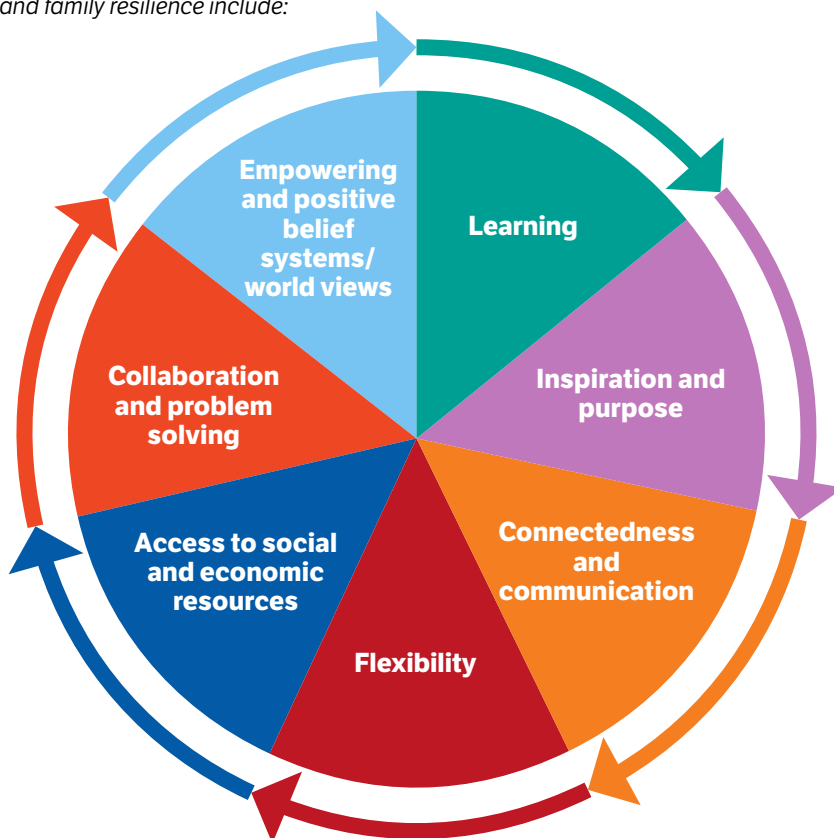 and family resilience include:
Learning
Inspiration and
purpose
Connectedness
and
communication
Flexibility
Access to social
and economic
resources
Collaboration
and problem
solving
Empowering
and positive
belief
systems/
world views